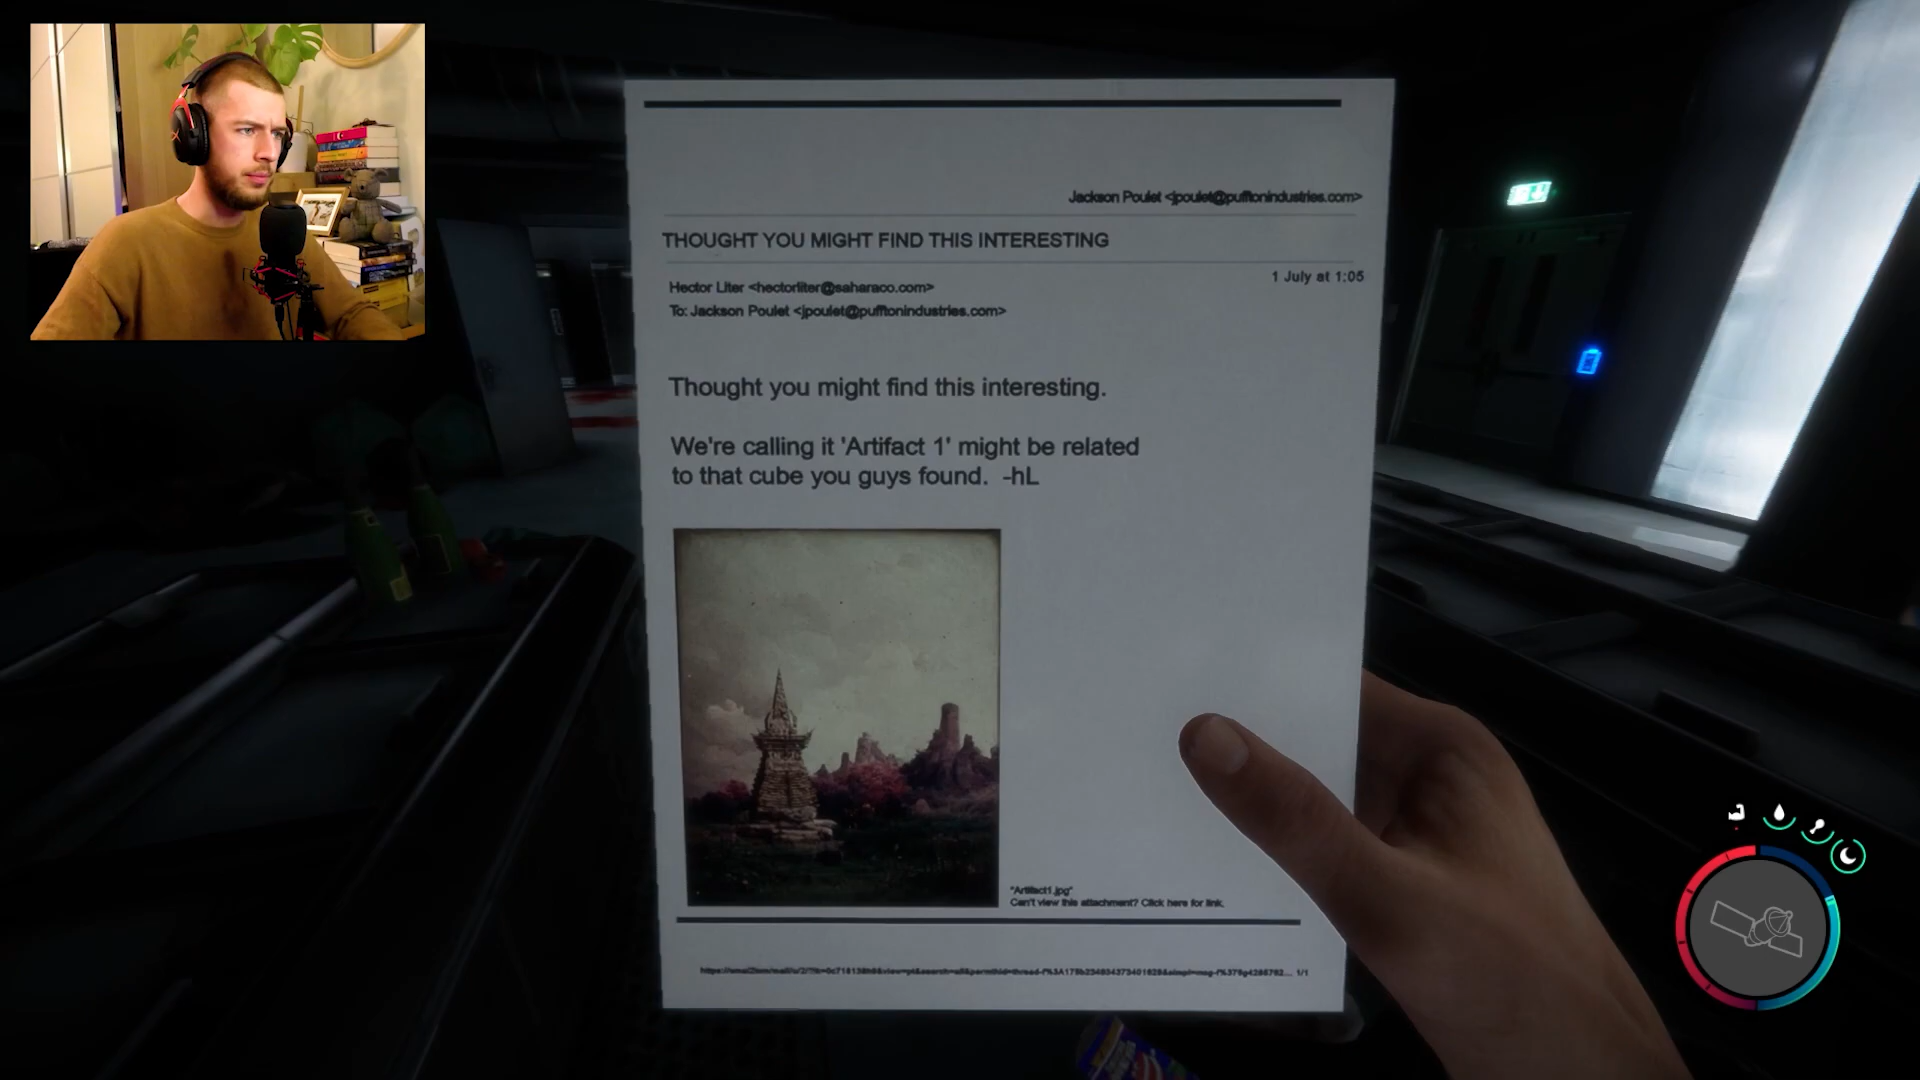 Jackson Poulet <jpoulet@pufftonindustries.com>
THOUGHT YOU MIGHT FIND THIS INTERESTING
1 July at 1:05
Hector Liter <hectorliter@saharaco.com>
To: Jackson Poulet <jpoulet@pufftonindustries.com>
Thought you might find this interesting.
We're calling it 'Artifact 1' might be related
to that cube you guys found. -hL
"Artifact1.jpg"
Can't view this attachment? Click here for link.
1/1